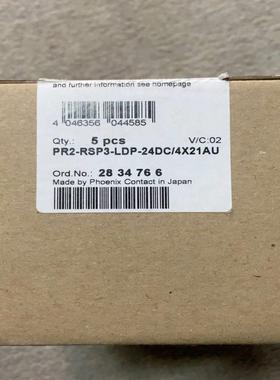 and further information see homepage
4 046356 044585
Qty.: 5 pcs V/C:02
PR2-RSP3-LDP-24DC/4X21AU
Ord.No.: 28 34 76 6
Made by Phoenix Contact in Japan